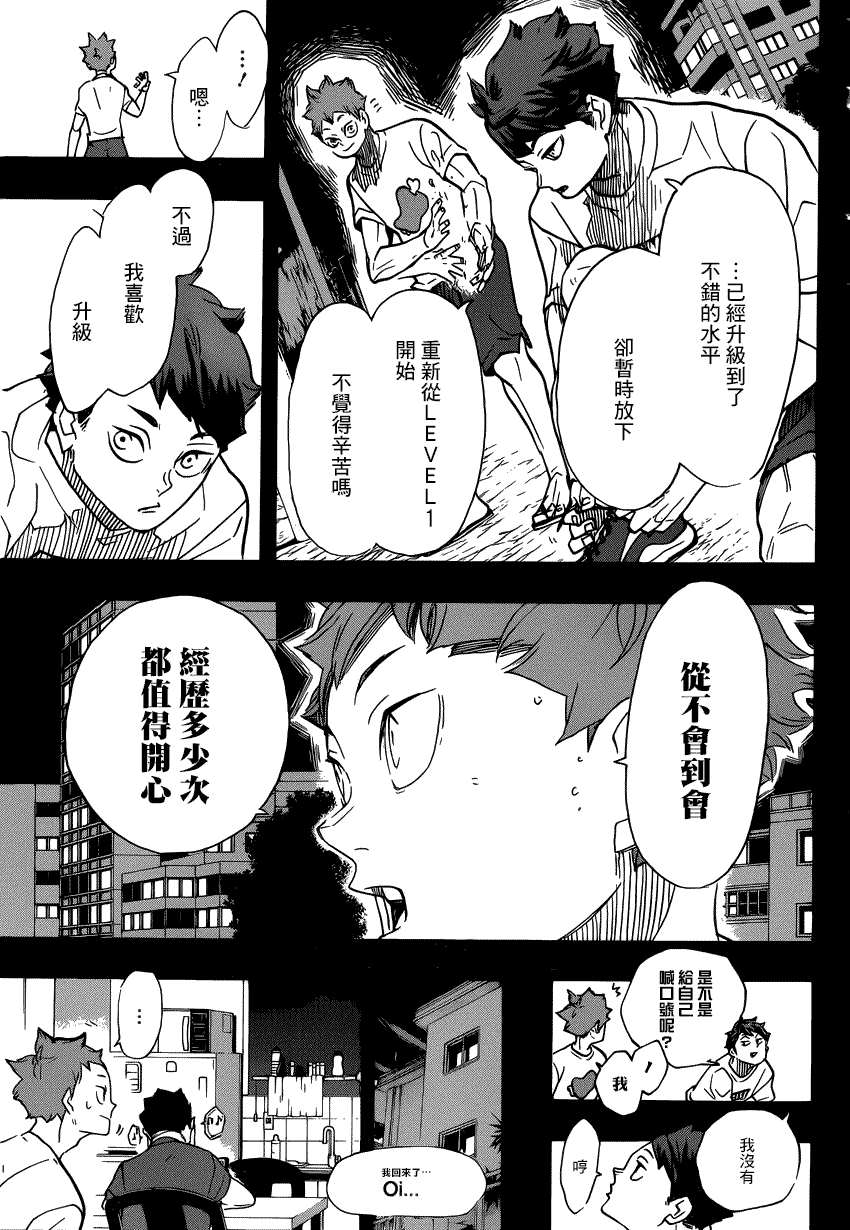 …已經升級到了
不錯的水平
卻暫時放下
重新從LEVEL1
開始
不覺得辛苦嗎
…!
嗯…
不過
我喜歡
升級
從不會到會
經歷多少次
都值得開心
是不是
給自己
喊口號呢?
我!
我沒有
哼
我回來了…
Oi...
…